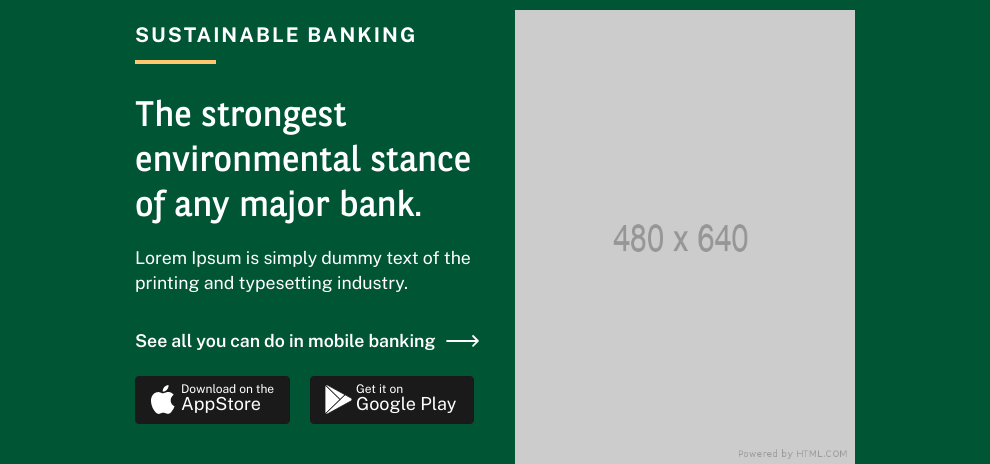 SUSTAINABLE BANKING
The strongest
environmental stance
of any major bank.
Lorem Ipsum is simply dummy text of the
printing and typesetting industry.
See all you can do in mobile banking
Download on the
AppStore
Get it on
Google Play
480 x 640
Powered by HTML.COM